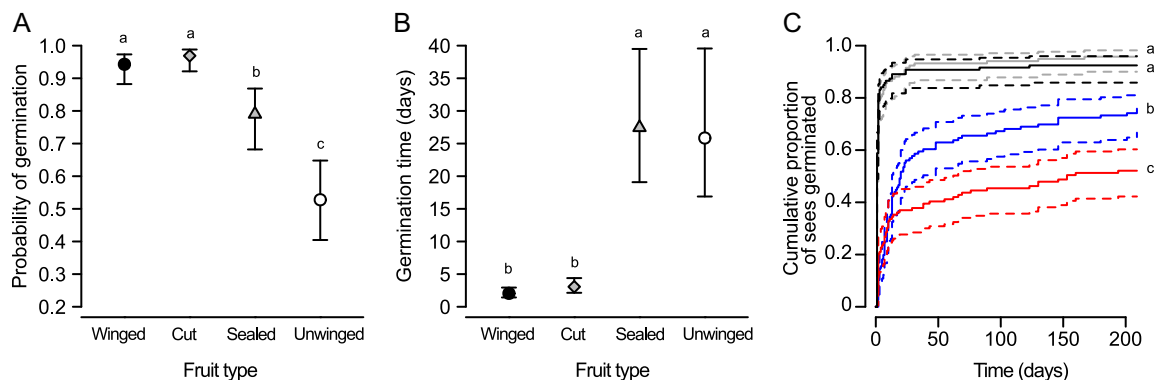 A
Probability of germination
1.0
0.9
0.8
0.7
0.6
0.5
0.4
0.3
0.2
a
a
b
c
Winged Cut Sealed Unwinged
Fruit type
B
Germination time (days)
40
35
30
25
20
15
10
5
0
b
b
a
a
Winged Cut Sealed Unwinged
Fruit type
C
Cumulative proportion
of sees germinated
1.0
0.8
0.6
0.4
0.2
0
a
a
b
c
0 50 100 150 200
Time (days)